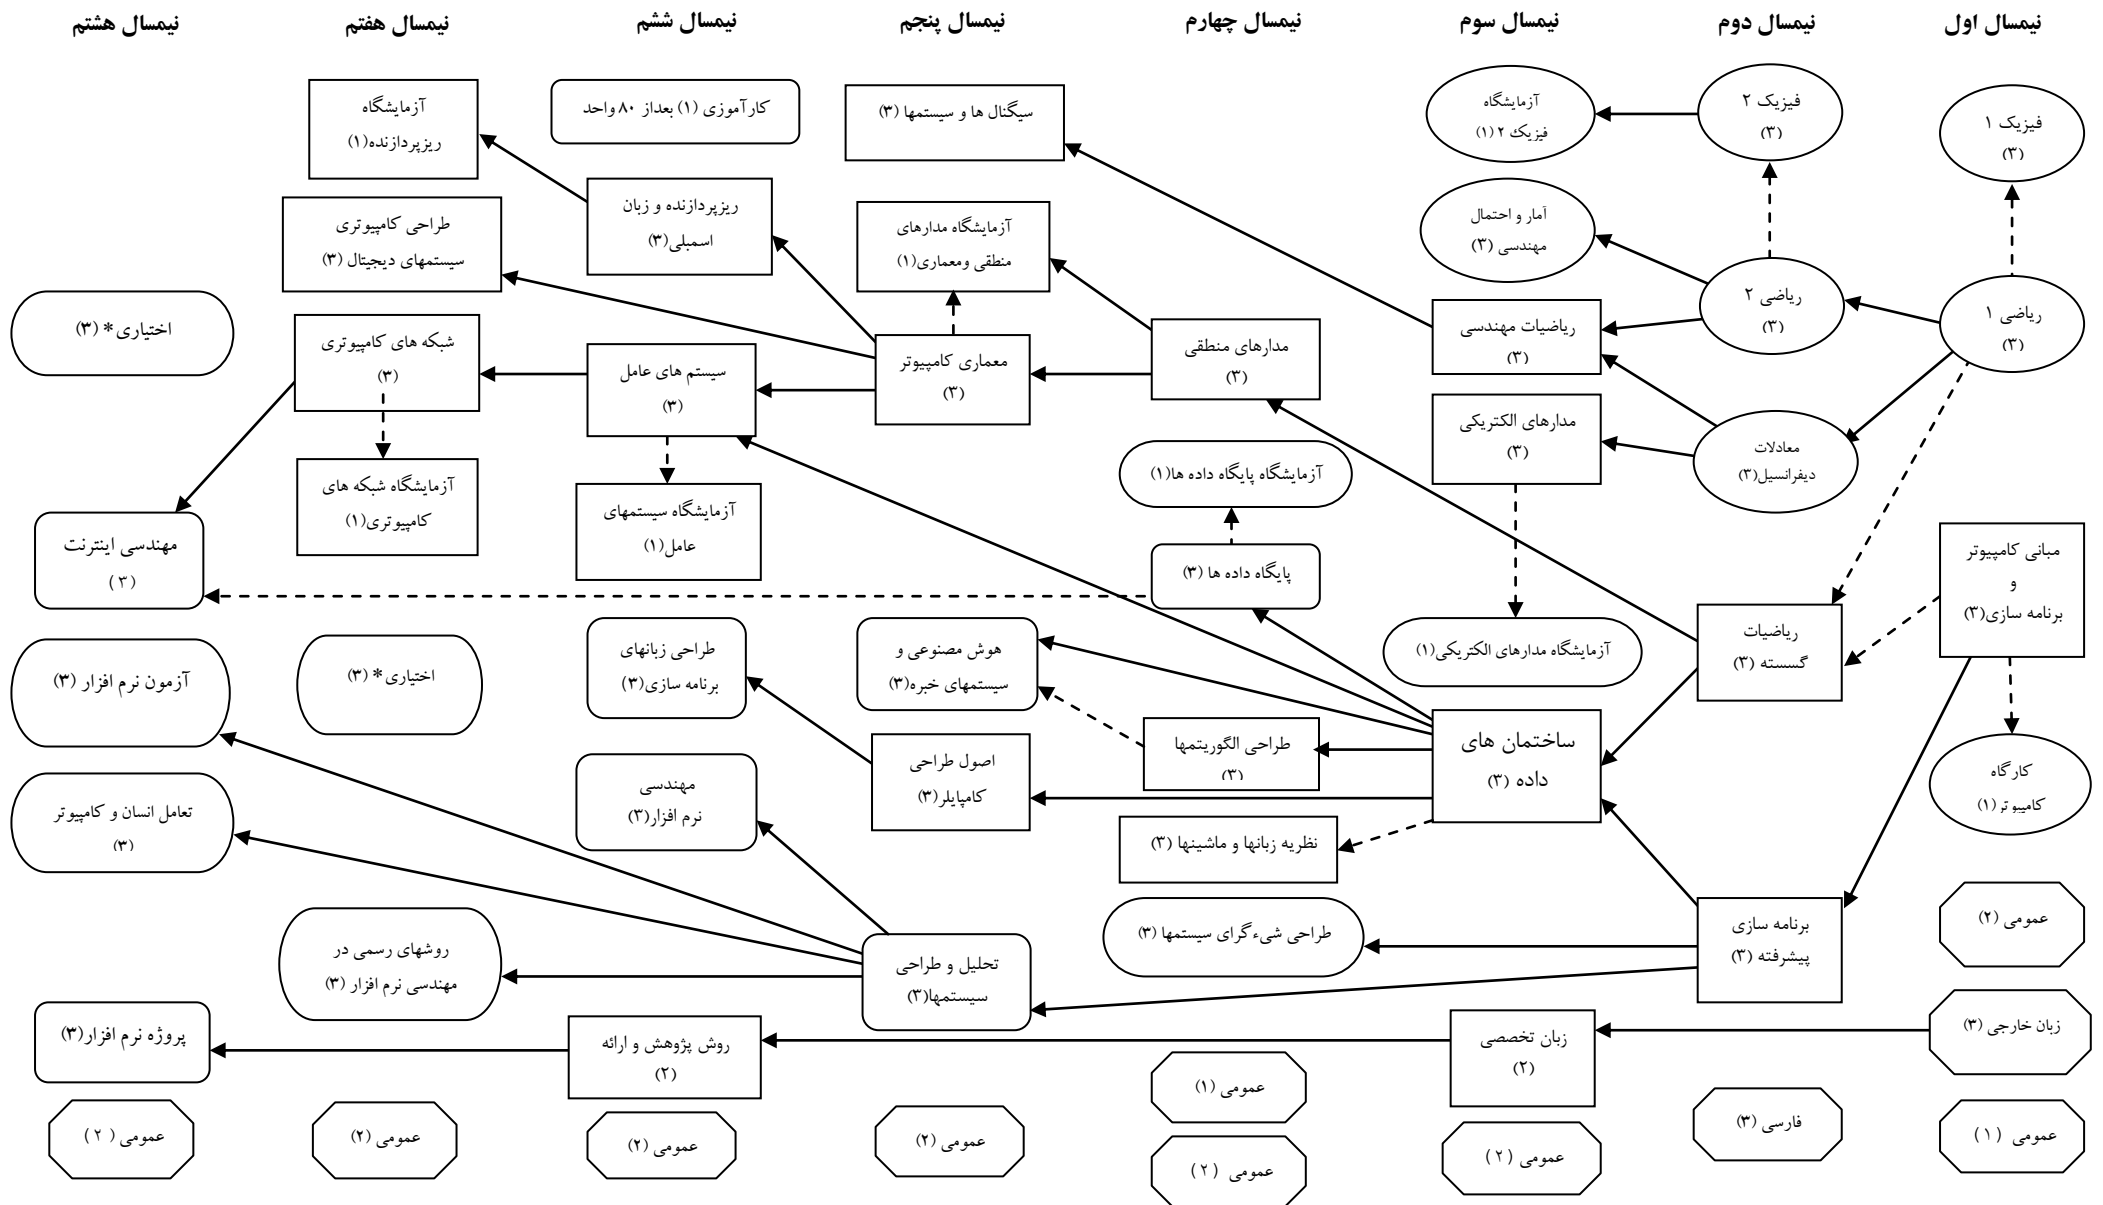 نیمسال اول
نیمسال دوم
نیمسال سوم
نیمسال چهارم
نیمسال پنجم
نیمسال ششم
نیمسال هفتم
نیمسال هشتم
فیزیک ۱
(۳)
ریاضی ۱
(۳)
مبانی کامپیوتر
و
برنامه سازی(۳)
کارگاه
کامپیوتر(۱)
عمومی (۲)
زبان خارجی (۳)
عمومی (۱)
فیزیک ۲
(۳)
ریاضی ۲
(۳)
معادلات
دیفرانسیل(۳)
ریاضیات
گسسته (۳)
برنامه سازی
پیشرفته (۳)
فارسی (۳)
آزمایشگاه
فیزیک ۲ (۱)
آمار و احتمال
مهندسی (۳)
ریاضیات مهندسی
(۳)
مدارهای الکتریکی
(۳)
آزمایشگاه مدارهای الکتریکی(۱)
ساختمان های
داده (۳)
زبان تخصصی
(۲)
عمومی (۲)
مدارهای منطقی
(۳)
آزمایشگاه پایگاه داده ها(۱)
پایگاه داده ها (۳)
طراحی الگوریتمها
(۳)
نظریه زبانها و ماشینها (۳)
طراحی شیءگرای سیستمها (۳)
عمومی (۱)
عمومی (۲)
سیگنال ها و سیستمها (۳)
آزمایشگاه مدارهای
منطقی ومعماری(۱)
معماری کامپیوتر
(۳)
هوش مصنوعی و
سیستمهای خبره(۳)
اصول طراحی
کامپایلر(۳)
تحلیل و طراحی
سیستمها(۳)
عمومی (۲)
کارآموزی (۱) بعداز ۸۰ واحد
ریزپردازنده و زبان
اسمبلی(۳)
سیستم های عامل
(۳)
آزمایشگاه سیستمهای
عامل(۱)
طراحی زبانهای
برنامه سازی(۳)
مهندسی
نرم افزار(۳)
روش پژوهش و ارائه
(۲)
عمومی (۲)
آزمایشگاه
ریزپردازنده(۱)
طراحی کامپیوتری
سیستمهای دیجیتال (۳)
شبکه های کامپیوتری
(۳)
آزمایشگاه شبکه های
کامپیوتری(۱)
اختیاری* (۳)
روشهای رسمی در
مهندسی نرم افزار (۳)
عمومی (۲)
اختیاری* (۳)
مهندسی اینترنت
(۳)
آزمون نرم افزار (۳)
تعامل انسان و کامپیوتر
(۳)
پروژه نرم افزار(۳)
عمومی (۲)